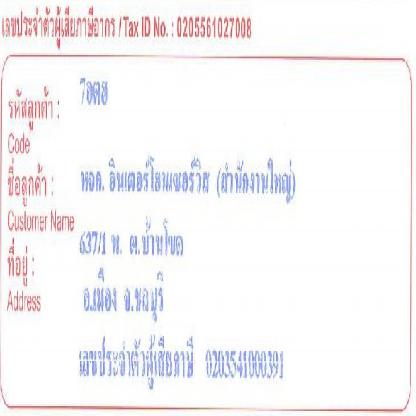 เลขประจำตัวผู้เสียภาษีอากร / Tax ID No. : 0205561027008
รหัสลูกค้า : 7อตอ
Code
ชื่อลูกค้า : หจก. อินเตอร์โฮมเซอร์วิส (สำนักงานใหญ่)
Customer Name
637/1 ม. ต.บ้านโขด
ที่อยู่ :
Address อ.เมือง จ.ชลบุรี
เลขประจำตัวผู้เสียภาษี 0203541000391